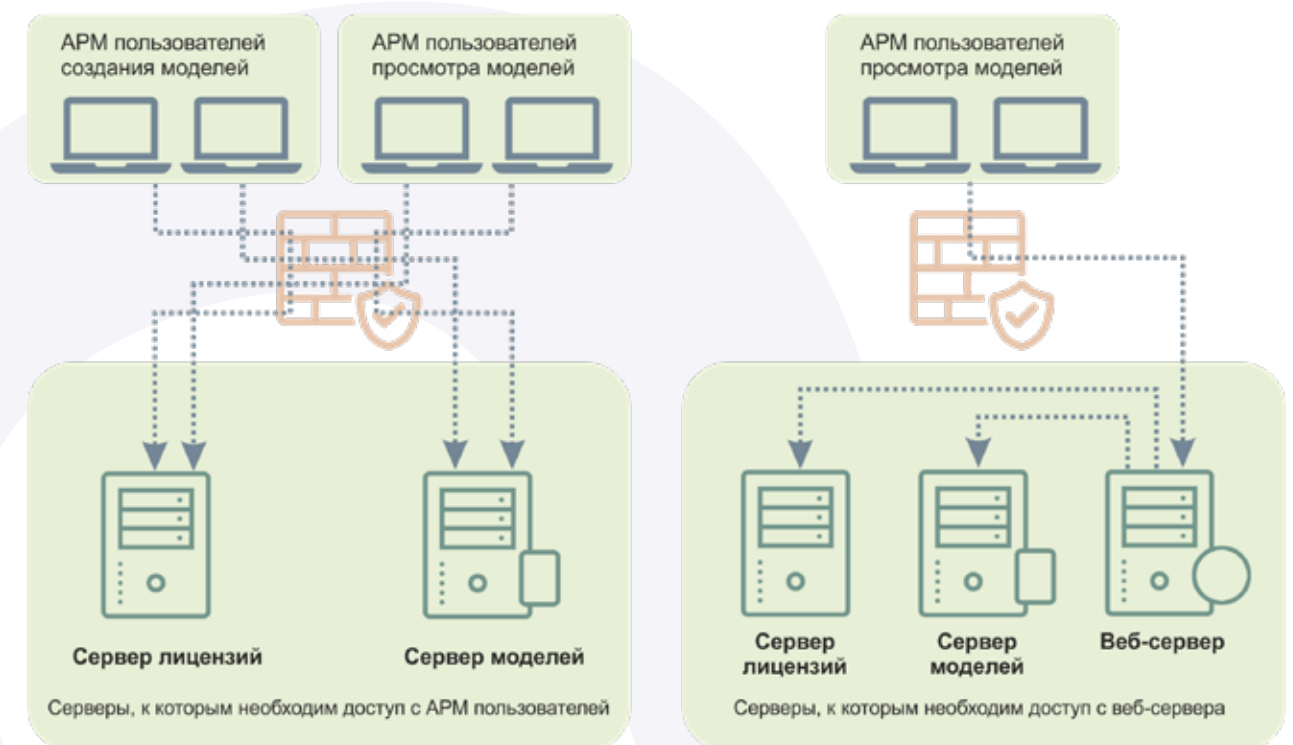 АРМ пользователей
создания моделей
АРМ пользователей
просмотра моделей
АРМ пользователей
просмотра моделей
Сервер лицензий
Сервер моделей
Серверы, к которым необходим доступ с АРМ пользователей
Сервер
лицензий
Сервер
моделей
Веб-сервер
Серверы, к которым необходим доступ с веб-сервера